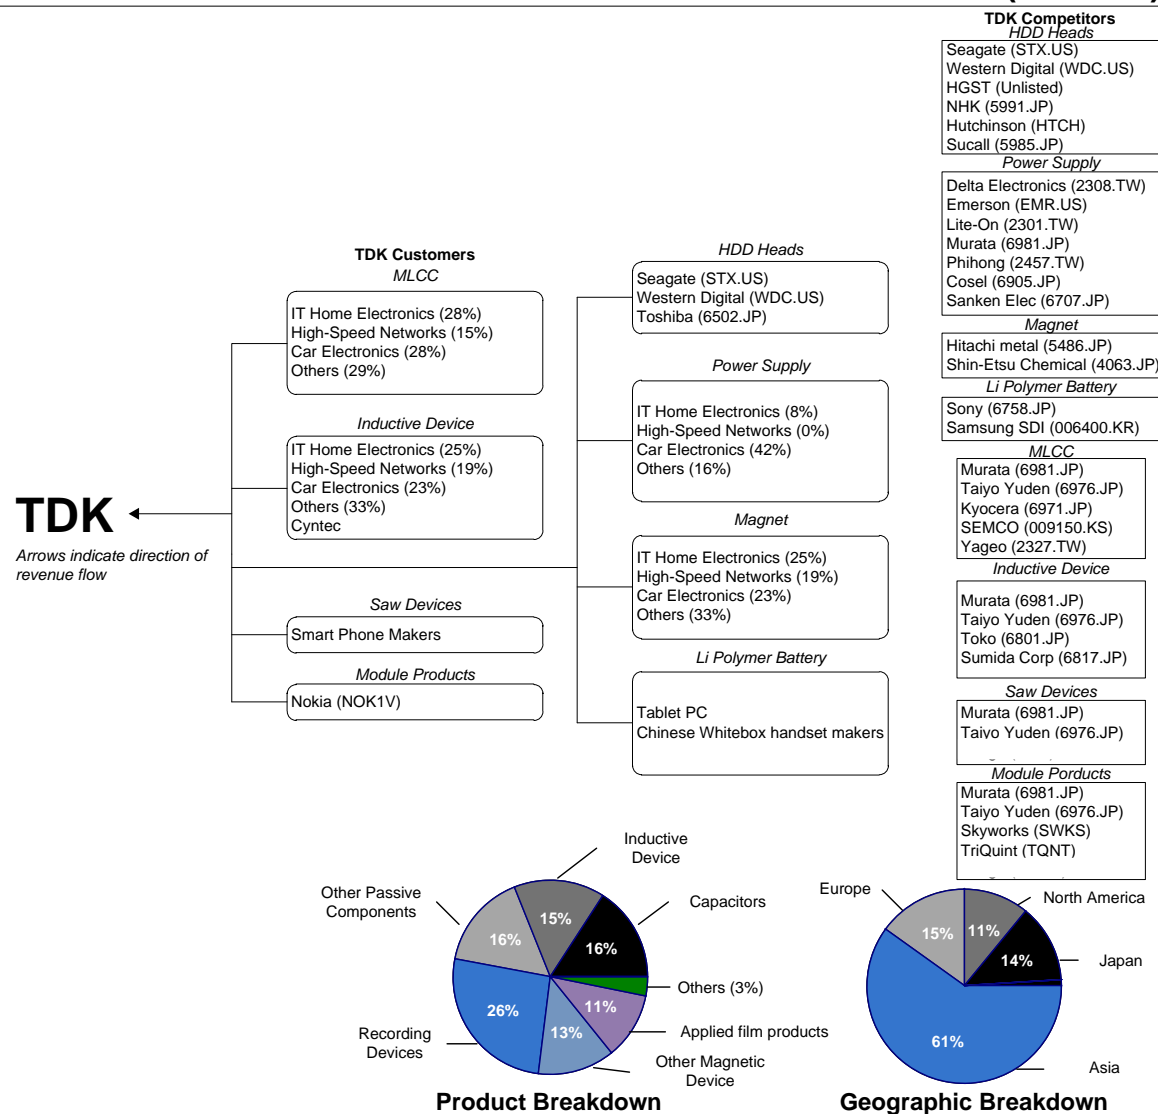 TDK Competitors
HDD Heads
Seagate (STX.US)
Western Digital (WDC.US)
HGST (Unlisted)
NHK (5991.JP)
Hutchinson (HTCH)
Sucall (5985.JP)
Power Supply
Delta Electronics (2308.TW)
Emerson (EMR.US)
Lite-On (2301.TW)
Murata (6981.JP)
Phihong (2457.TW)
Cosel (6905.JP)
Sanken Elec (6707.JP)
Magnet
Hitachi metal (5486.JP)
Shin-Etsu Chemical (4063.JP)
Li Polymer Battery
Sony (6758.JP)
Samsung SDI (006400.KR)
MLCC
Murata (6981.JP)
Taiyo Yuden (6976.JP)
Kyocera (6971.JP)
SEMCO (009150.KS)
Yageo (2327.TW)
Inductive Device
Murata (6981.JP)
Taiyo Yuden (6976.JP)
Toko (6801.JP)
Sumida Corp (6817.JP)
Saw Devices
Murata (6981.JP)
Taiyo Yuden (6976.JP)
Module Porducts
Murata (6981.JP)
Taiyo Yuden (6976.JP)
Skyworks (SWKS)
TriQuint (TQNT)
TDK Customers
MLCC
IT Home Electronics (28%)
High-Speed Networks (15%)
Car Electronics (28%)
Others (29%)
Inductive Device
IT Home Electronics (25%)
High-Speed Networks (19%)
Car Electronics (23%)
Others (33%)
Cyntec
Saw Devices
Smart Phone Makers
Module Products
Nokia (NOK1V)
HDD Heads
Seagate (STX.US)
Western Digital (WDC.US)
Toshiba (6502.JP)
Power Supply
IT Home Electronics (8%)
High-Speed Networks (0%)
Car Electronics (42%)
Others (16%)
Magnet
IT Home Electronics (25%)
High-Speed Networks (19%)
Car Electronics (23%)
Others (33%)
Li Polymer Battery
Tablet PC
Chinese Whitebox handset makers
TDK
Arrows indicate direction of
revenue flow
Inductive
Device
Other Passive
Components
Capacitors
15%
16%
16%
Others (3%)
26%
11%
13%
Applied film products
Recording
Devices
Other Magnetic
Device
Product Breakdown
Europe
North America
15%
11%
14%
Japan
61%
Asia
Geographic Breakdown